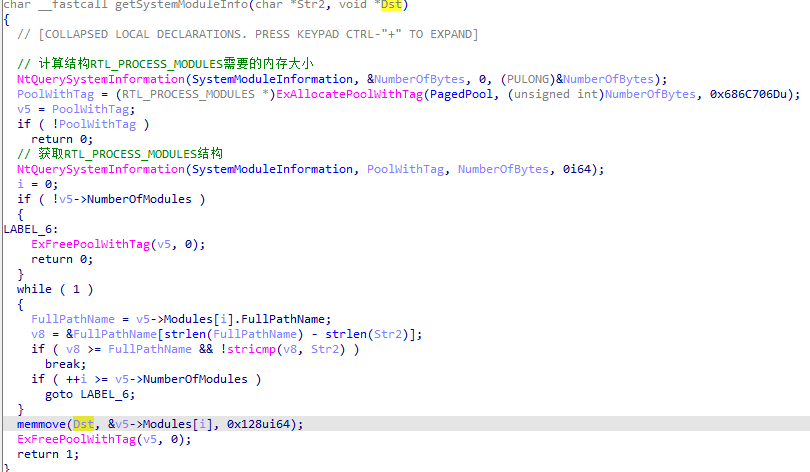 char __fastcall getSystemModuleInfo(char *Str2, void *Dst)
{
// [COLLAPSED LOCAL DECLARATIONS. PRESS KEYPAD CTRL-"+" TO EXPAND]
// 计算结构RTL_PROCESS_MODULES需要的内存大小
NtQuerySystemInformation(SystemModuleInformation, &NumberOfBytes, 0, (PULONG)&NumberOfBytes);
PoolWithTag = (RTL_PROCESS_MODULES *)ExAllocatePoolWithTag(PagedPool, (unsigned int)NumberOfBytes, 0x686C706Du);
v5 = PoolWithTag;
if ( !PoolWithTag )
return 0;
// 获取RTL_PROCESS_MODULES结构
NtQuerySystemInformation(SystemModuleInformation, PoolWithTag, NumberOfBytes, 0i64);
i = 0;
if ( !v5->NumberOfModules )
{
LABEL_6:
ExFreePoolWithTag(v5, 0);
return 0;
}
while ( 1 )
{
FullPathName = v5->Modules[i].FullPathName;
v8 = &FullPathName[strlen(FullPathName) - strlen(Str2)];
if ( v8 >= FullPathName && !stricmp(v8, Str2) )
break;
if ( ++i >= v5->NumberOfModules )
goto LABEL_6;
}
memmove(Dst, &v5->Modules[i], 0x128ui64);
ExFreePoolWithTag(v5, 0);
return 1;
}